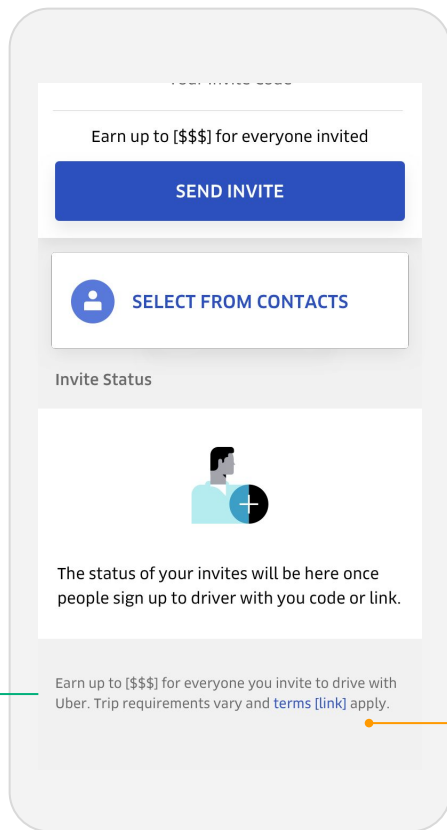 Earn up to [$$$] for everyone invited
SEND INVITE
SELECT FROM CONTACTS
Invite Status
The status of your invites will be here once
people sign up to driver with you code or link.
Earn up to [$$$] for everyone you invite to drive with
Uber. Trip requirements vary and terms [link] apply.